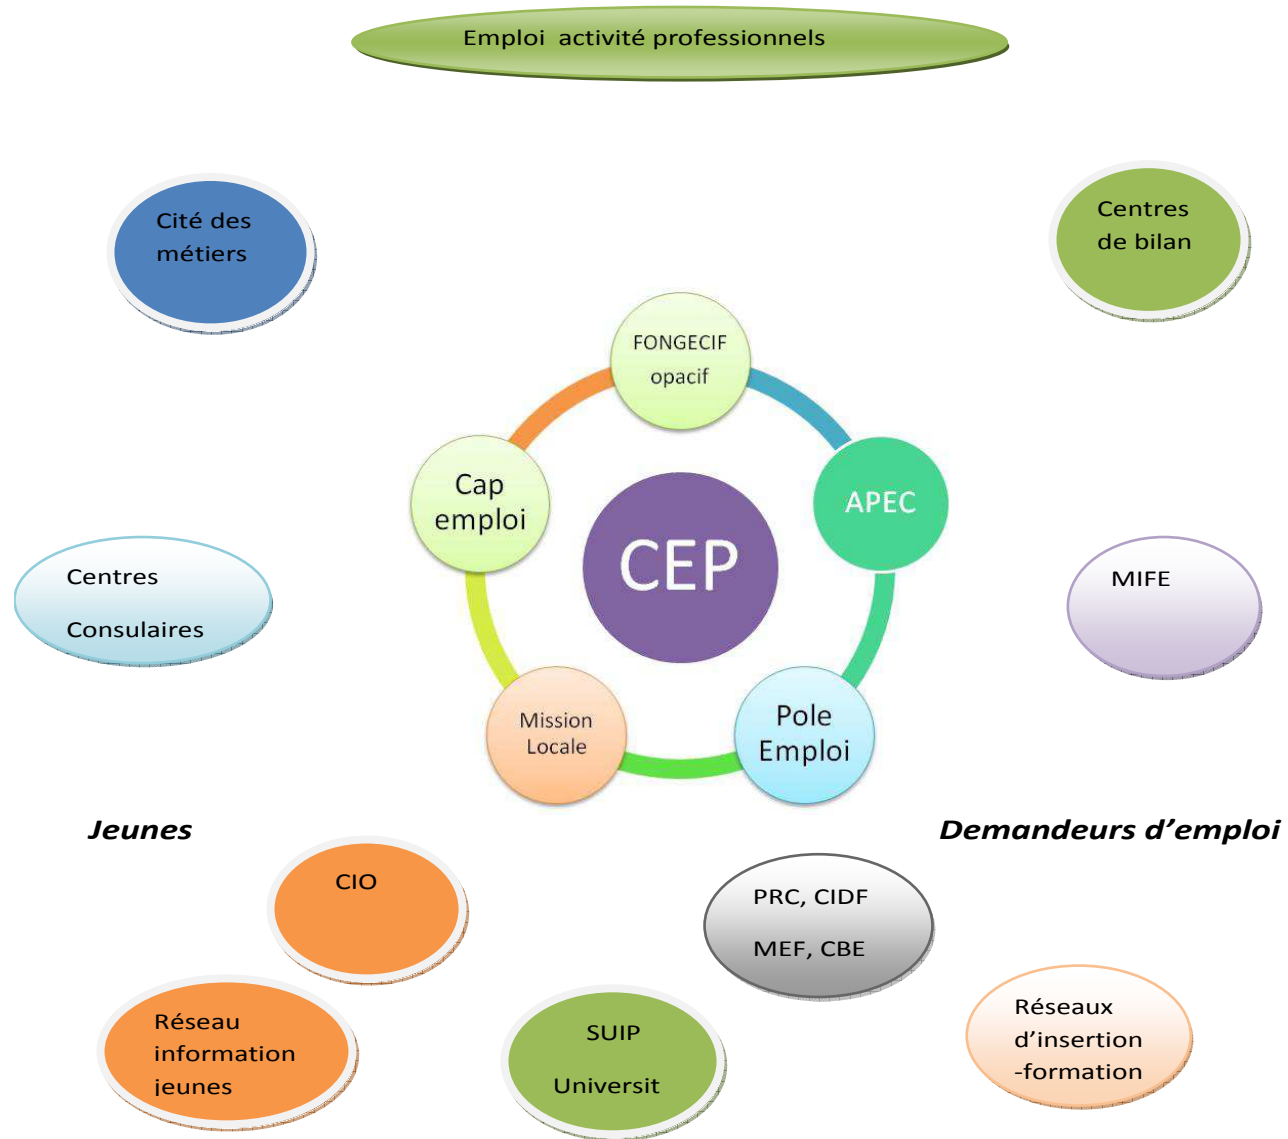 Emploi activité professionnels
Cité des
métiers
Centres
de bilan
FONGECIF
opacif
Cap
emploi
APEC
CEP
Centres
Consulaires
MIFE
Mission
Locale
Pole
Emploi
Jeunes
Demandeurs d’emploi
CIO
PRC, CIDF
MEF, CBE
Réseau
information
jeunes
SUIP
Universit
Réseaux
d’insertion
-formation